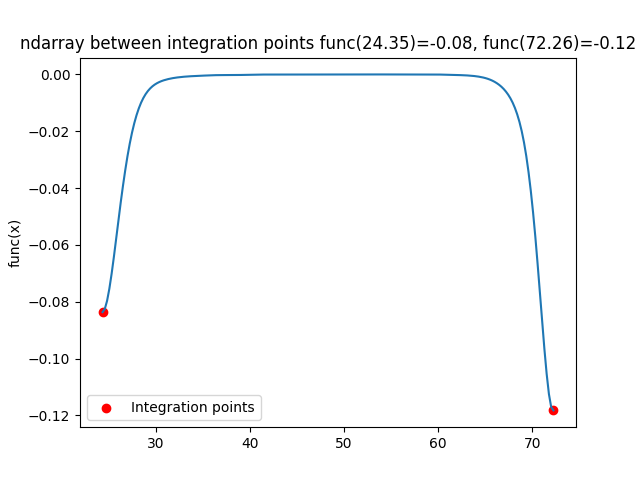 ndarray between integration points func(24.35)=-0.08, func(72.26)=-0.12
0.00
−0.02
−0.04
−0.06
−0.08
−0.10
−0.12
func(x)
Integration points
30 40 50 60 70